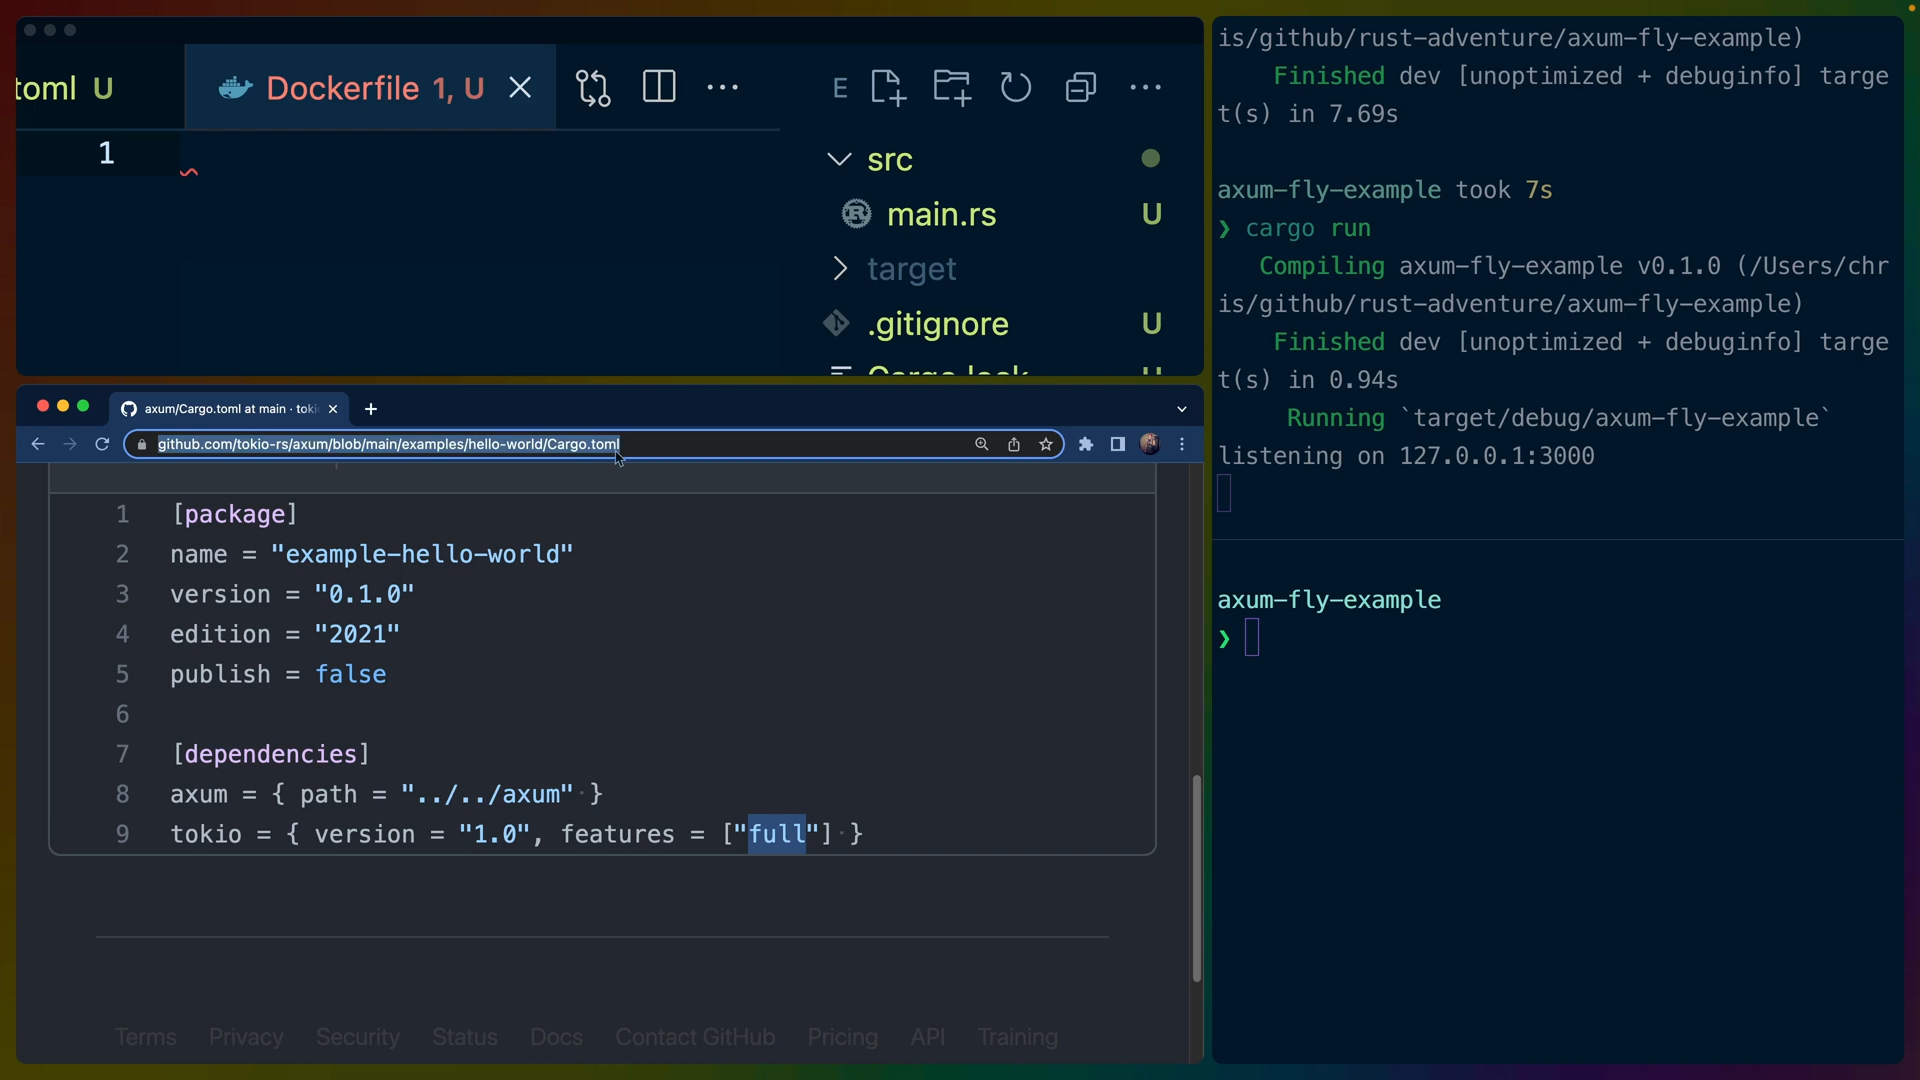 toml U
Dockerfile 1, U
1
E
src
main.rs U
target
.gitignore U
Cargo.lock U
axum/Cargo.toml at main · toki
github.com/tokio-rs/axum/blob/main/examples/hello-world/Cargo.toml
1 [package]
2 name = "example-hello-world"
3 version = "0.1.0"
4 edition = "2021"
5 publish = false
6
7 [dependencies]
8 axum = { path = "../../axum" }
9 tokio = { version = "1.0", features = ["full"] }
Terms Privacy Security Status Docs Contact GitHub Pricing API Training
is/github/rust-adventure/axum-fly-example)
Finished dev [unoptimized + debuginfo] targe
t(s) in 7.69s
axum-fly-example took 7s
❯ cargo run
Compiling axum-fly-example v0.1.0 (/Users/chr
is/github/rust-adventure/axum-fly-example)
Finished dev [unoptimized + debuginfo] targe
t(s) in 0.94s
Running `target/debug/axum-fly-example`
listening on 127.0.0.1:3000
axum-fly-example
❯